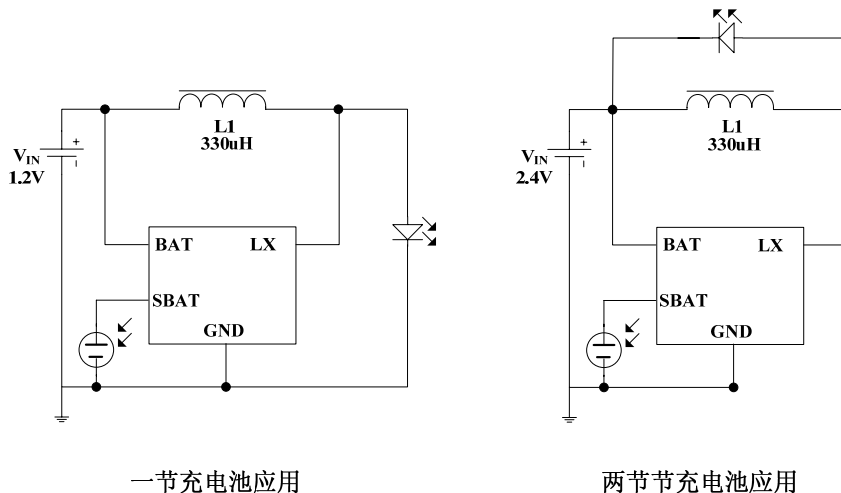 L1
330uH
+
VIN
-
1.2V
BAT
LX
SBAT
GND
一节充电池应用
L1
330uH
+
VIN
-
2.4V
BAT
LX
SBAT
GND
两节节充电池应用